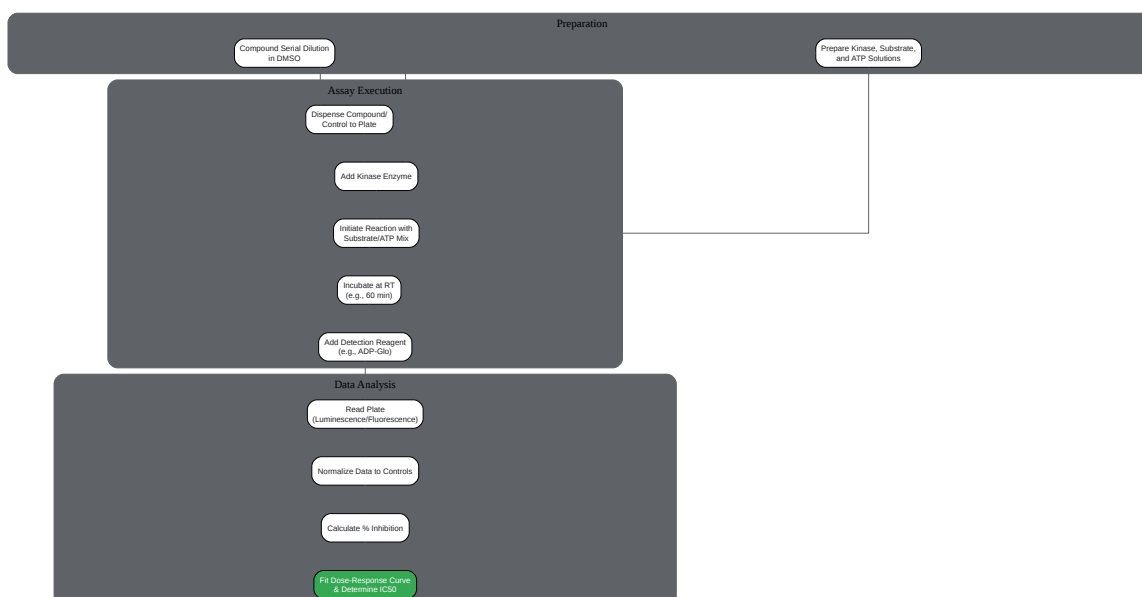 Preparation
Compound Serial Dilution
in DMSO
Prepare Kinase, Substrate,
and ATP Solutions
Assay Execution
Dispense Compound/
Control to Plate
Add Kinase Enzyme
Initiate Reaction with
Substrate/ATP Mix
Incubate at RT
(e.g., 60 min)
Add Detection Reagent
(e.g., ADP-Glo)
Data Analysis
Read Plate
(Luminescence/Fluorescence)
Normalize Data to Controls
Calculate % Inhibition
Fit Dose-Response Curve
& Determine IC50